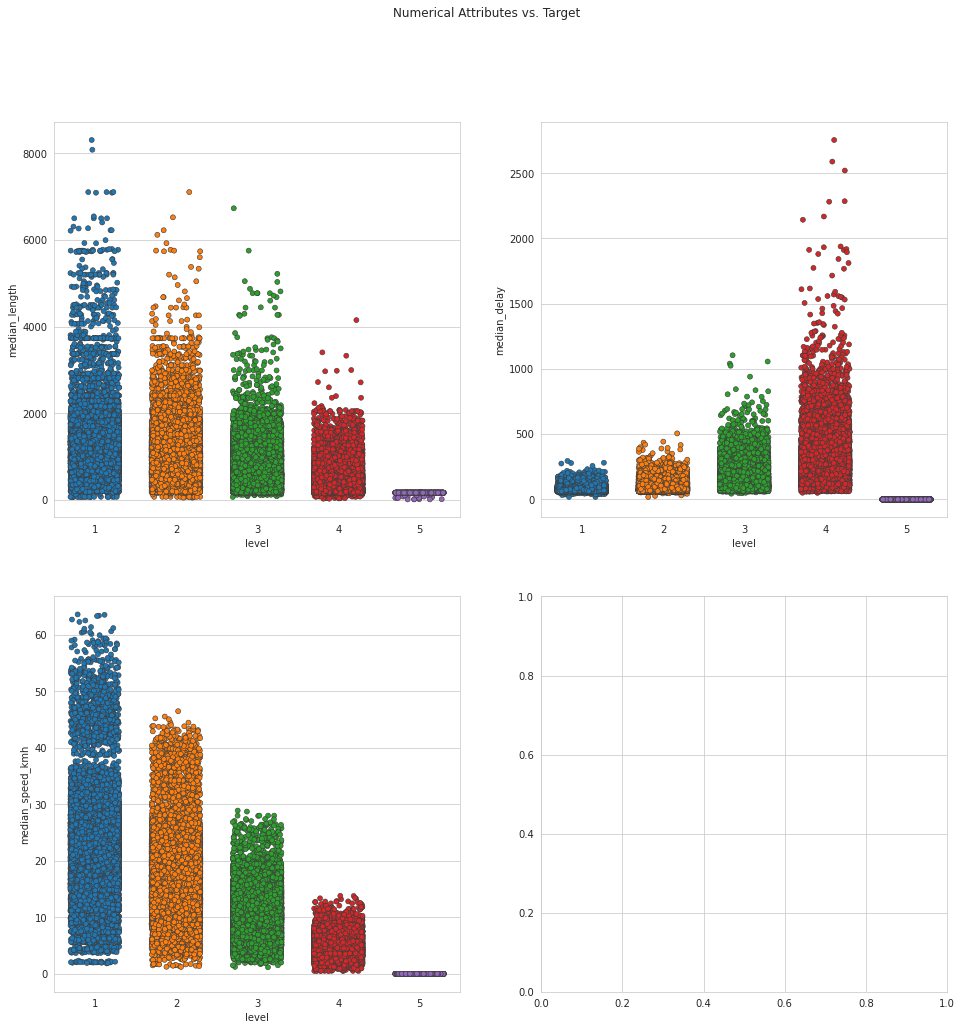 Numerical Attributes vs. Target
8000
6000
4000
2000
0
median_length
1 2 3 4 5
level
2500
2000
1500
1000
500
0
median_delay
1 2 3 4 5
level
60
50
40
30
20
10
0
median_speed_kmh
1 2 3 4 5
level
1.0
0.8
0.6
0.4
0.2
0.0
0.0 0.2 0.4 0.6 0.8 1.0